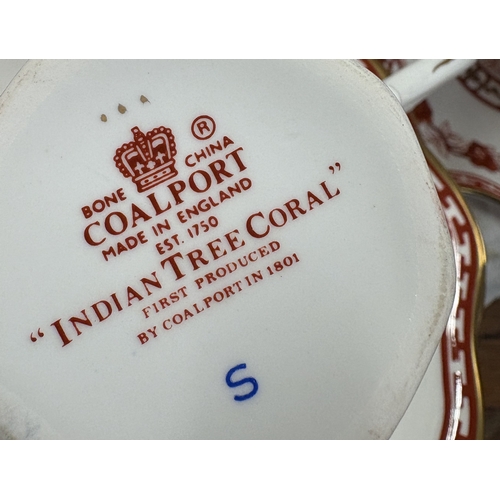 ®
BONE CHINA
COALPORT
MADE IN ENGLAND
EST. 1750
"INDIAN TREE CORAL"
FIRST PRODUCED
BY COALPORT IN 1801
S